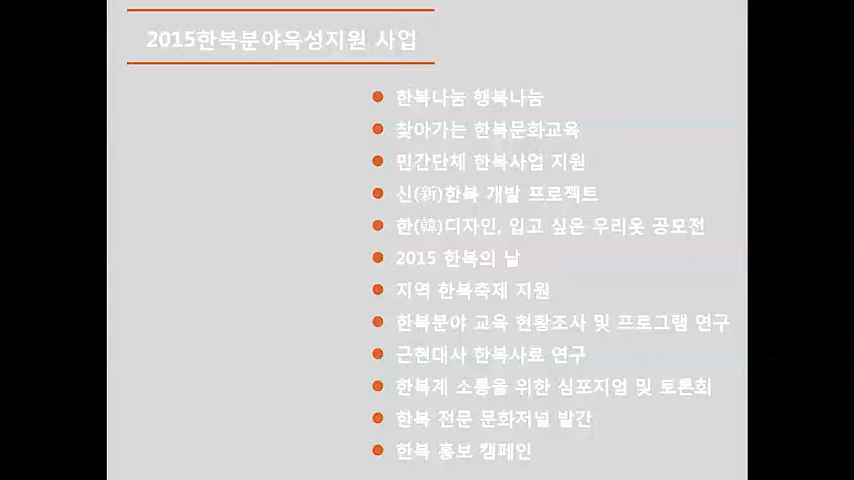 2015한복분야육성지원 사업
한복나눔 행복나눔
찾아가는 한복문화교육
민간단체 한복사업 지원
신(新)한복 개발 프로젝트
한(韓)디자인, 입고 싶은 우리옷 공모전
2015 한복의 날
지역 한복축제 지원
한복분야 교육 현황조사 및 프로그램 연구
근현대사 한복사료 연구
한복계 소통을 위한 심포지엄 및 토론회
한복 전문 문화저널 발간
한복 홍보 캠페인